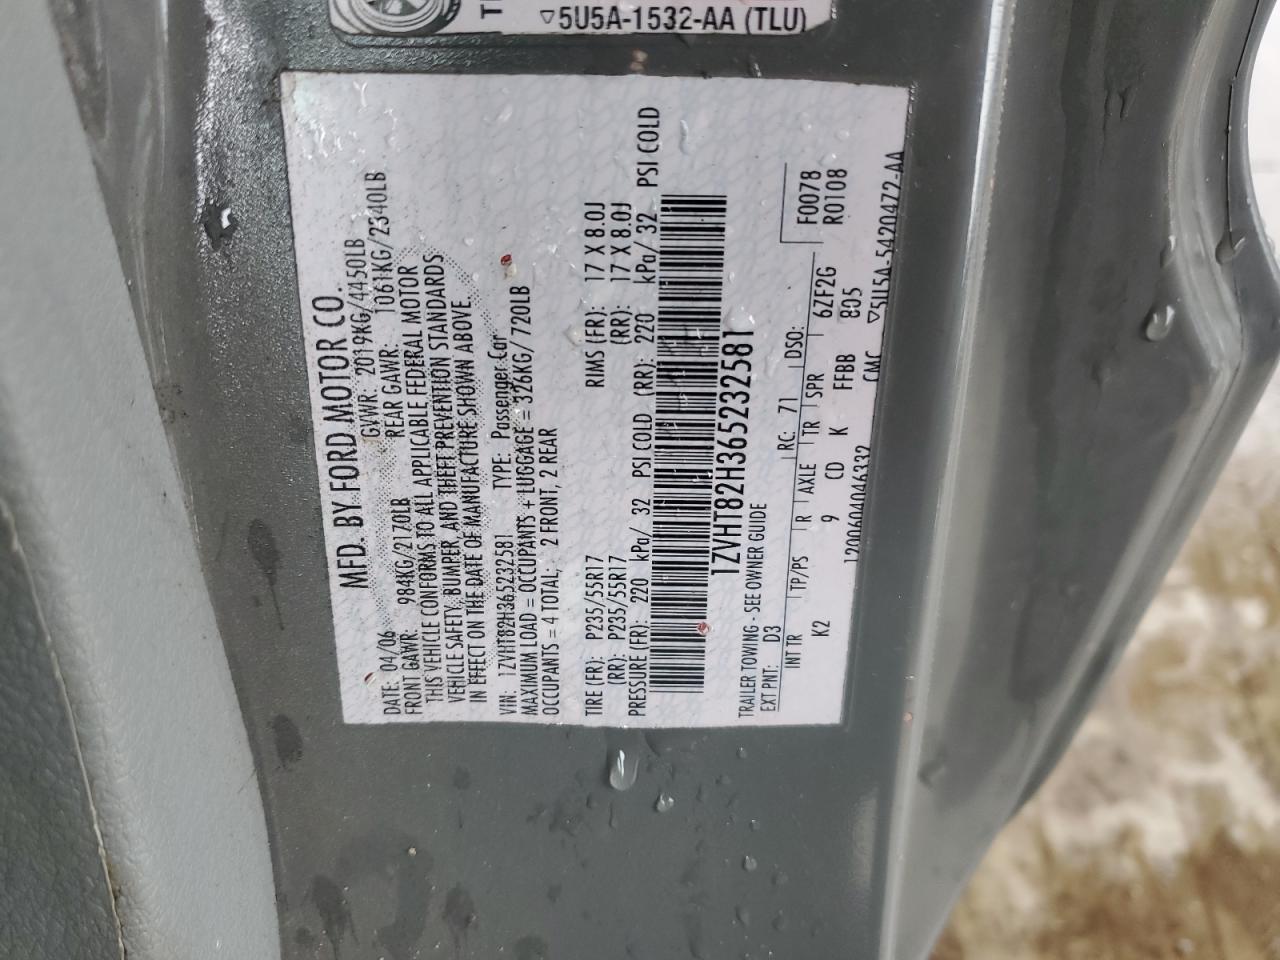 5U5A-1532-AA (TLU)
MFD. BY FORD MOTOR CO.
DATE: 04/06 GVWR: 2019KG/4450LB
FRONT GAWR: 984KG/2170LB REAR GAWR: 1061KG/2340LB
THIS VEHICLE CONFORMS TO ALL APPLICABLE FEDERAL MOTOR
VEHICLE SAFETY, BUMPER, AND THEFT PREVENTION STANDARDS
IN EFFECT ON THE DATE OF MANUFACTURE SHOWN ABOVE.
VIN: 1ZVHT82H365232581 TYPE: Passenger Car
MAXIMUM LOAD = OCCUPANTS + LUGGAGE = 326KG/720LB
OCCUPANTS = 4 TOTAL: 2 FRONT, 2 REAR
TIRE (FR): P235/55R17 RIMS (FR): 17 X 8.0J
(RR): P235/55R17 (RR): 17 X 8.0J
PRESSURE (FR): 220 kPa/ 32 PSI COLD (RR): 220 kPa/ 32 PSI COLD
1ZVHT82H365232581
TRAILER TOWING - SEE OWNER GUIDE
EXT PNT: D3 RC: 71 DSO: F0078
INT TR TP/PS R AXLE TR SPR 6ZF2G R0108
K2 9 CD K FFBB 805
12006040046332 CMC 5U5A-5420472-AA